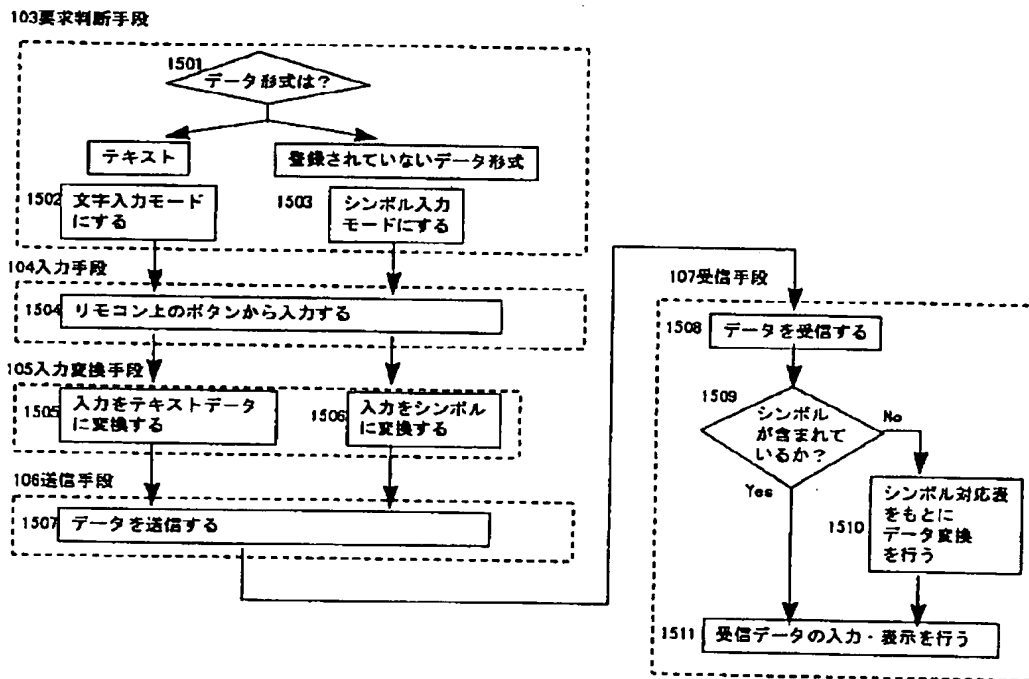 103要求判断手段
1501
データ形式は?
テキスト
登録されていないデータ形式
1502
文字入力モード
にする
1503
シンボル入力
モードにする
104入力手段
1504
リモコン上のボタンから入力する
105入力変換手段
1505
入力をテキストデータ
に変換する
1506
入力をシンボル
に変換する
106送信手段
1507
データを送信する
107受信手段
1508
データを受信する
1509
シンボル
が含まれて
いるか?
No
Yes
1510
シンボル対応表
をもとに
データ変換
を行う
1511
受信データの入力・表示を行う